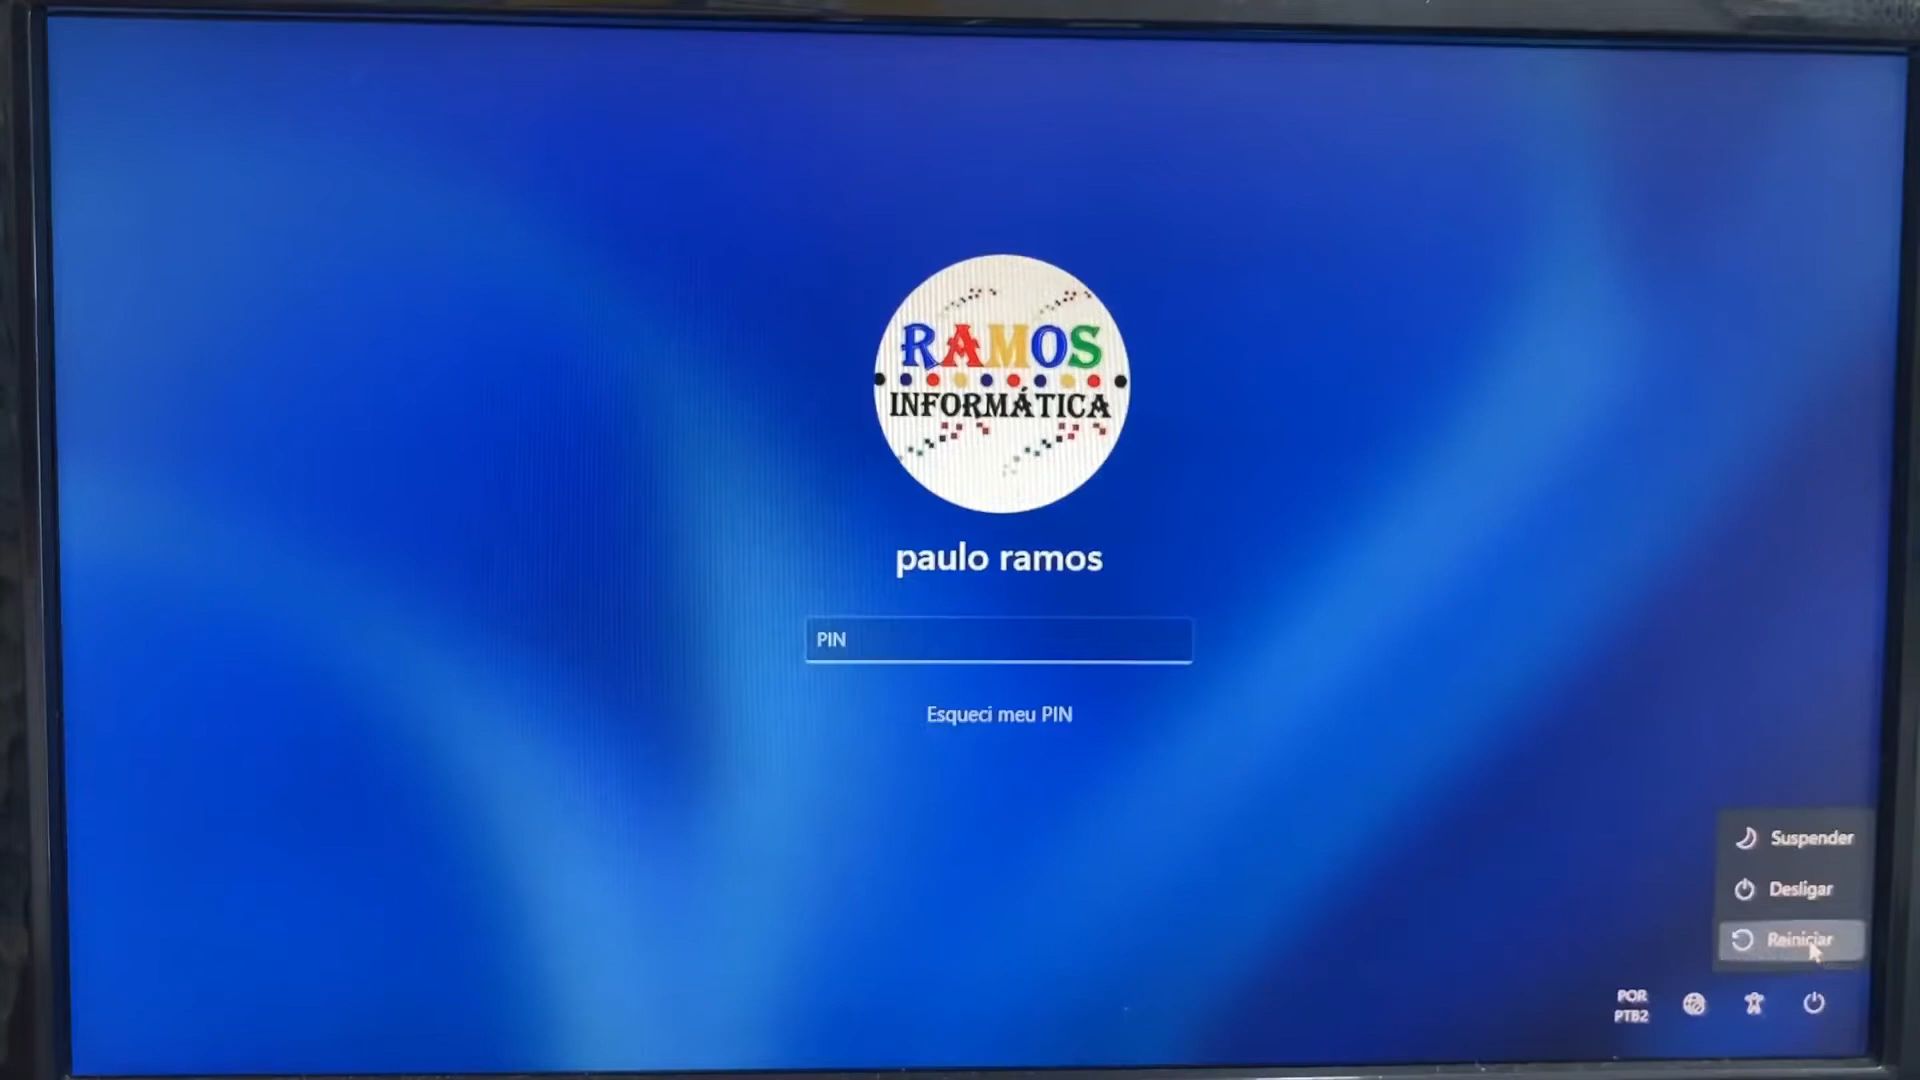 RAMOS
INFORMÁTICA
paulo ramos
PIN
Esqueci meu PIN
Suspender
Desligar
Reiniciar
POR
PTB2